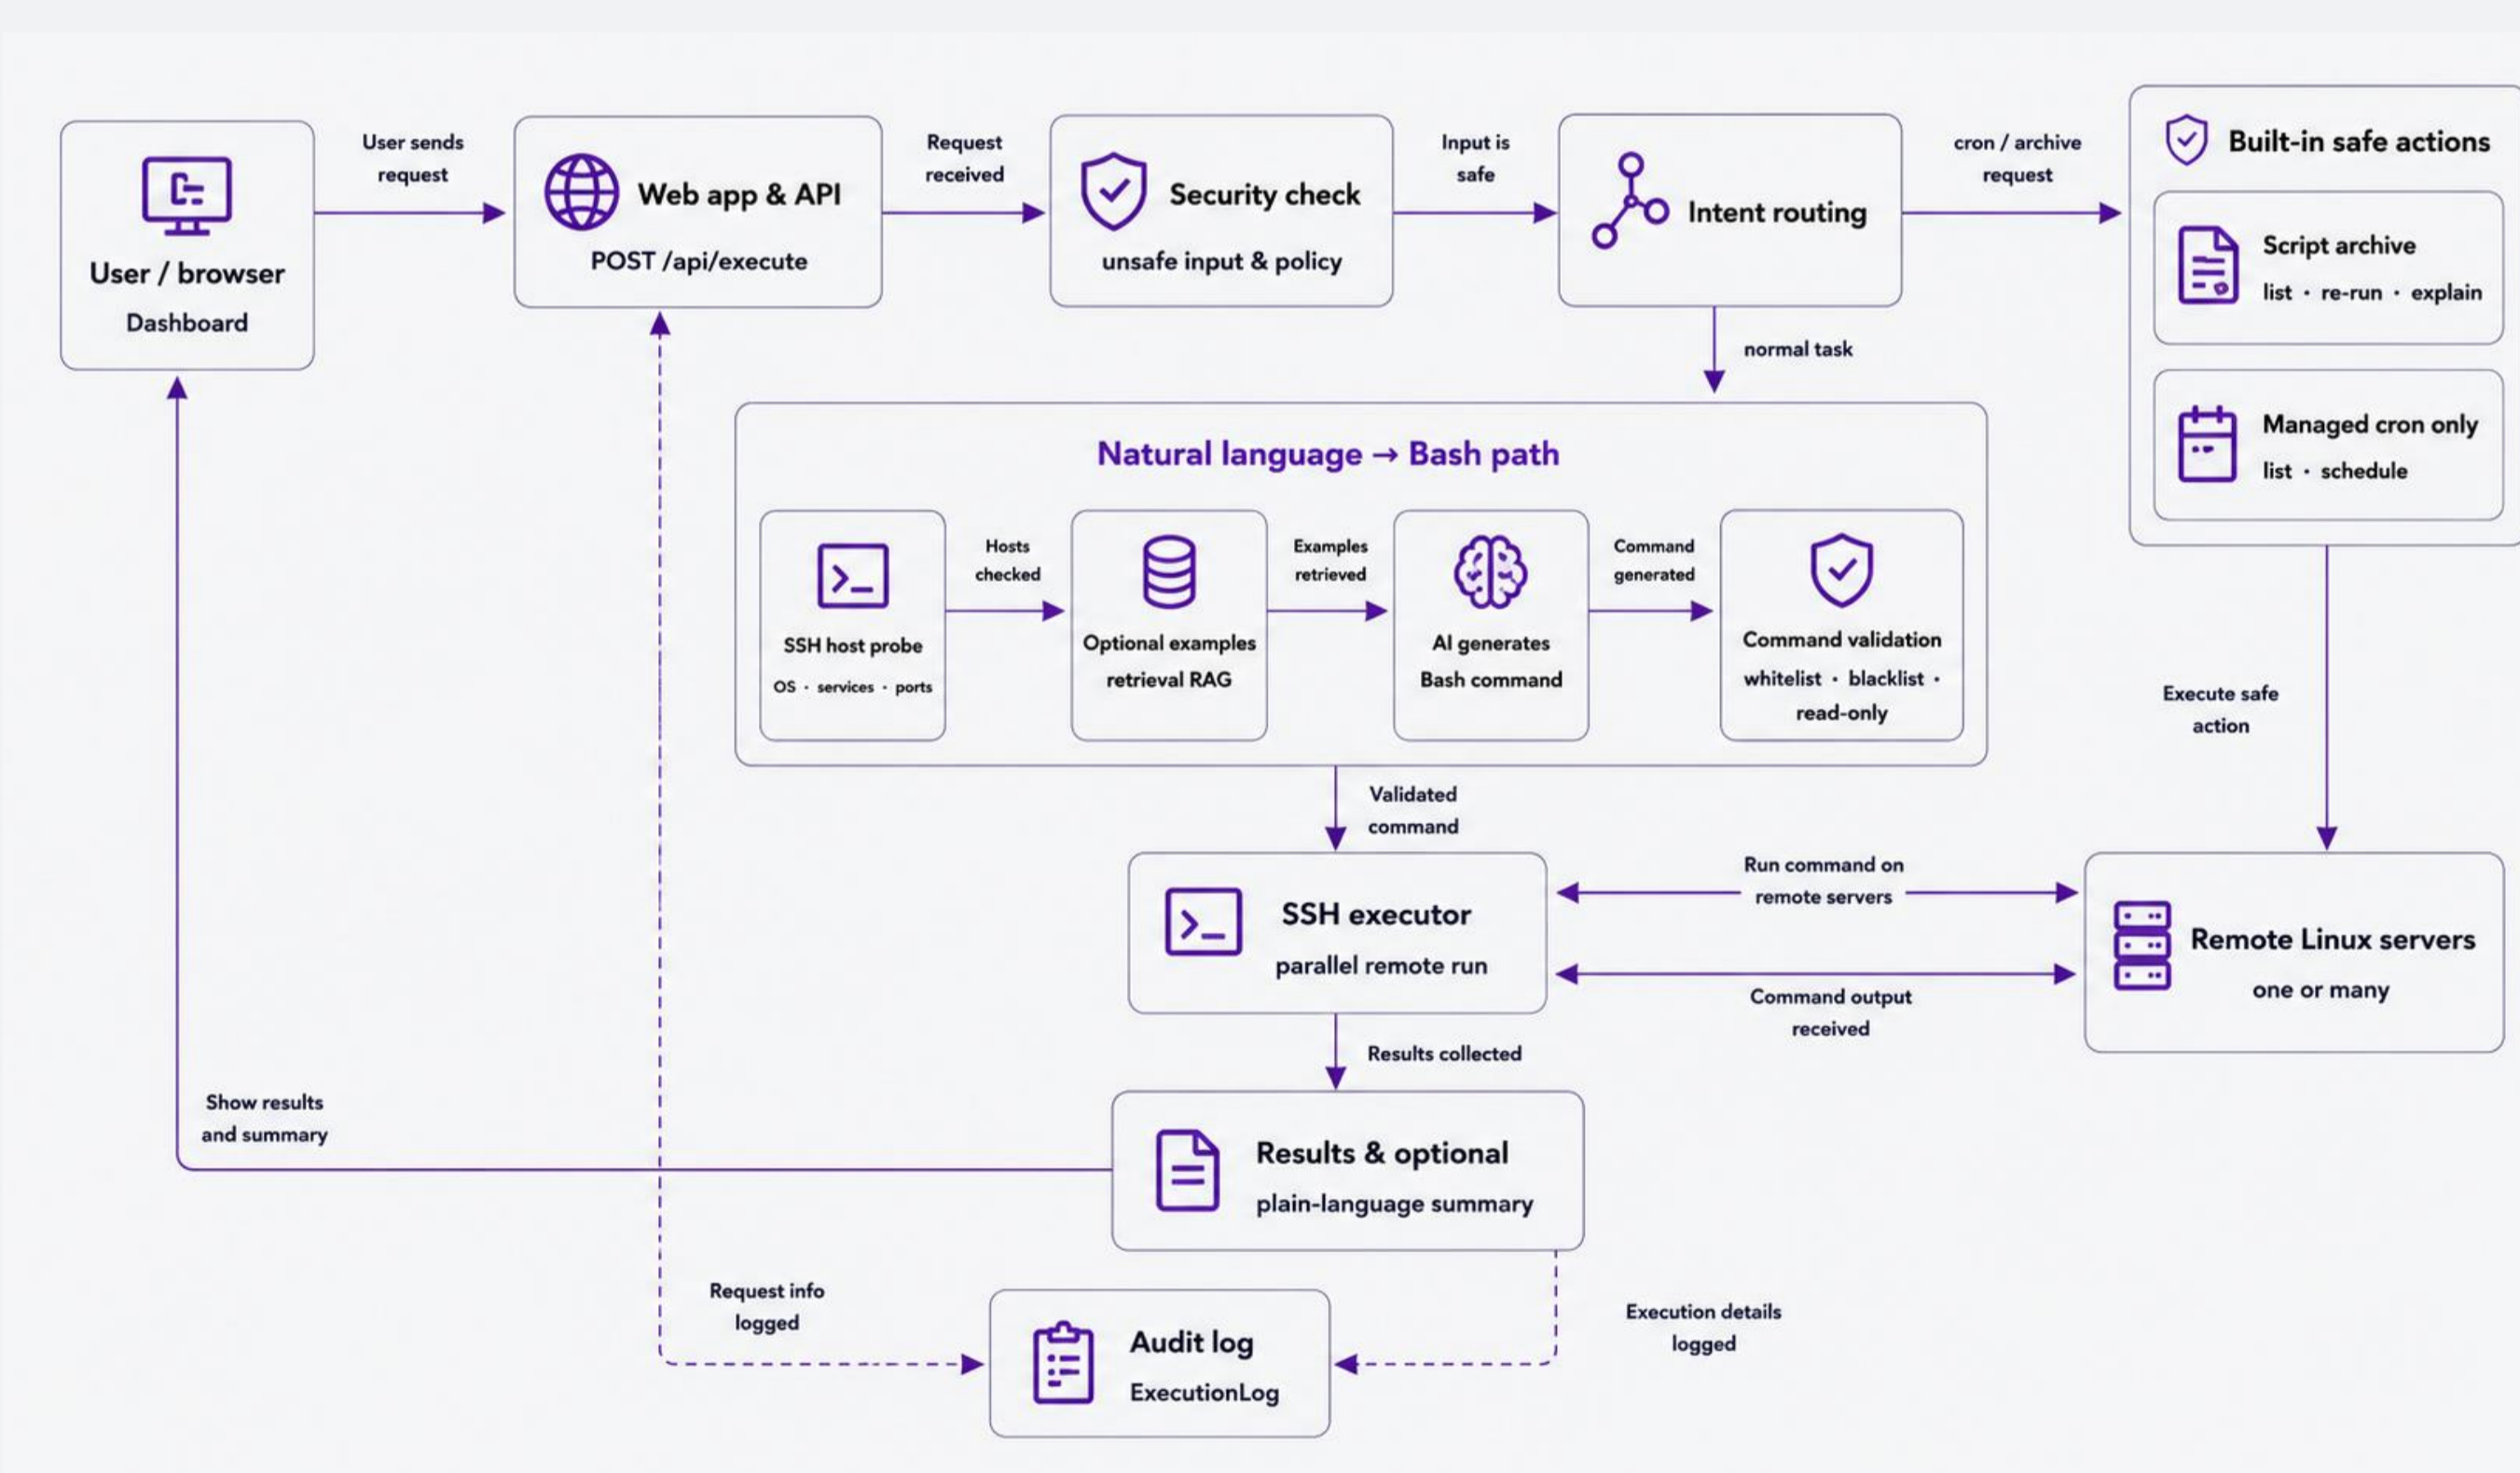 User / browser
Dashboard
User sends
request
Web app & API
POST /api/execute
Request
received
Security check
unsafe input & policy
Input is
safe
Intent routing
cron / archive
request
Built-in safe actions
Script archive
list · re-run · explain
Managed cron only
list · schedule
normal task
Natural language → Bash path
SSH host probe
OS · services · ports
Hosts
checked
Optional examples
retrieval RAG
Examples
retrieved
AI generates
Bash command
Command
generated
Command validation
whitelist · blacklist ·
read-only
Execute safe
action
Validated
command
SSH executor
parallel remote run
Run command on
remote servers
Command output
received
Remote Linux servers
one or many
Results collected
Results & optional
plain-language summary
Show results
and summary
Request info
logged
Audit log
ExecutionLog
Execution details
logged